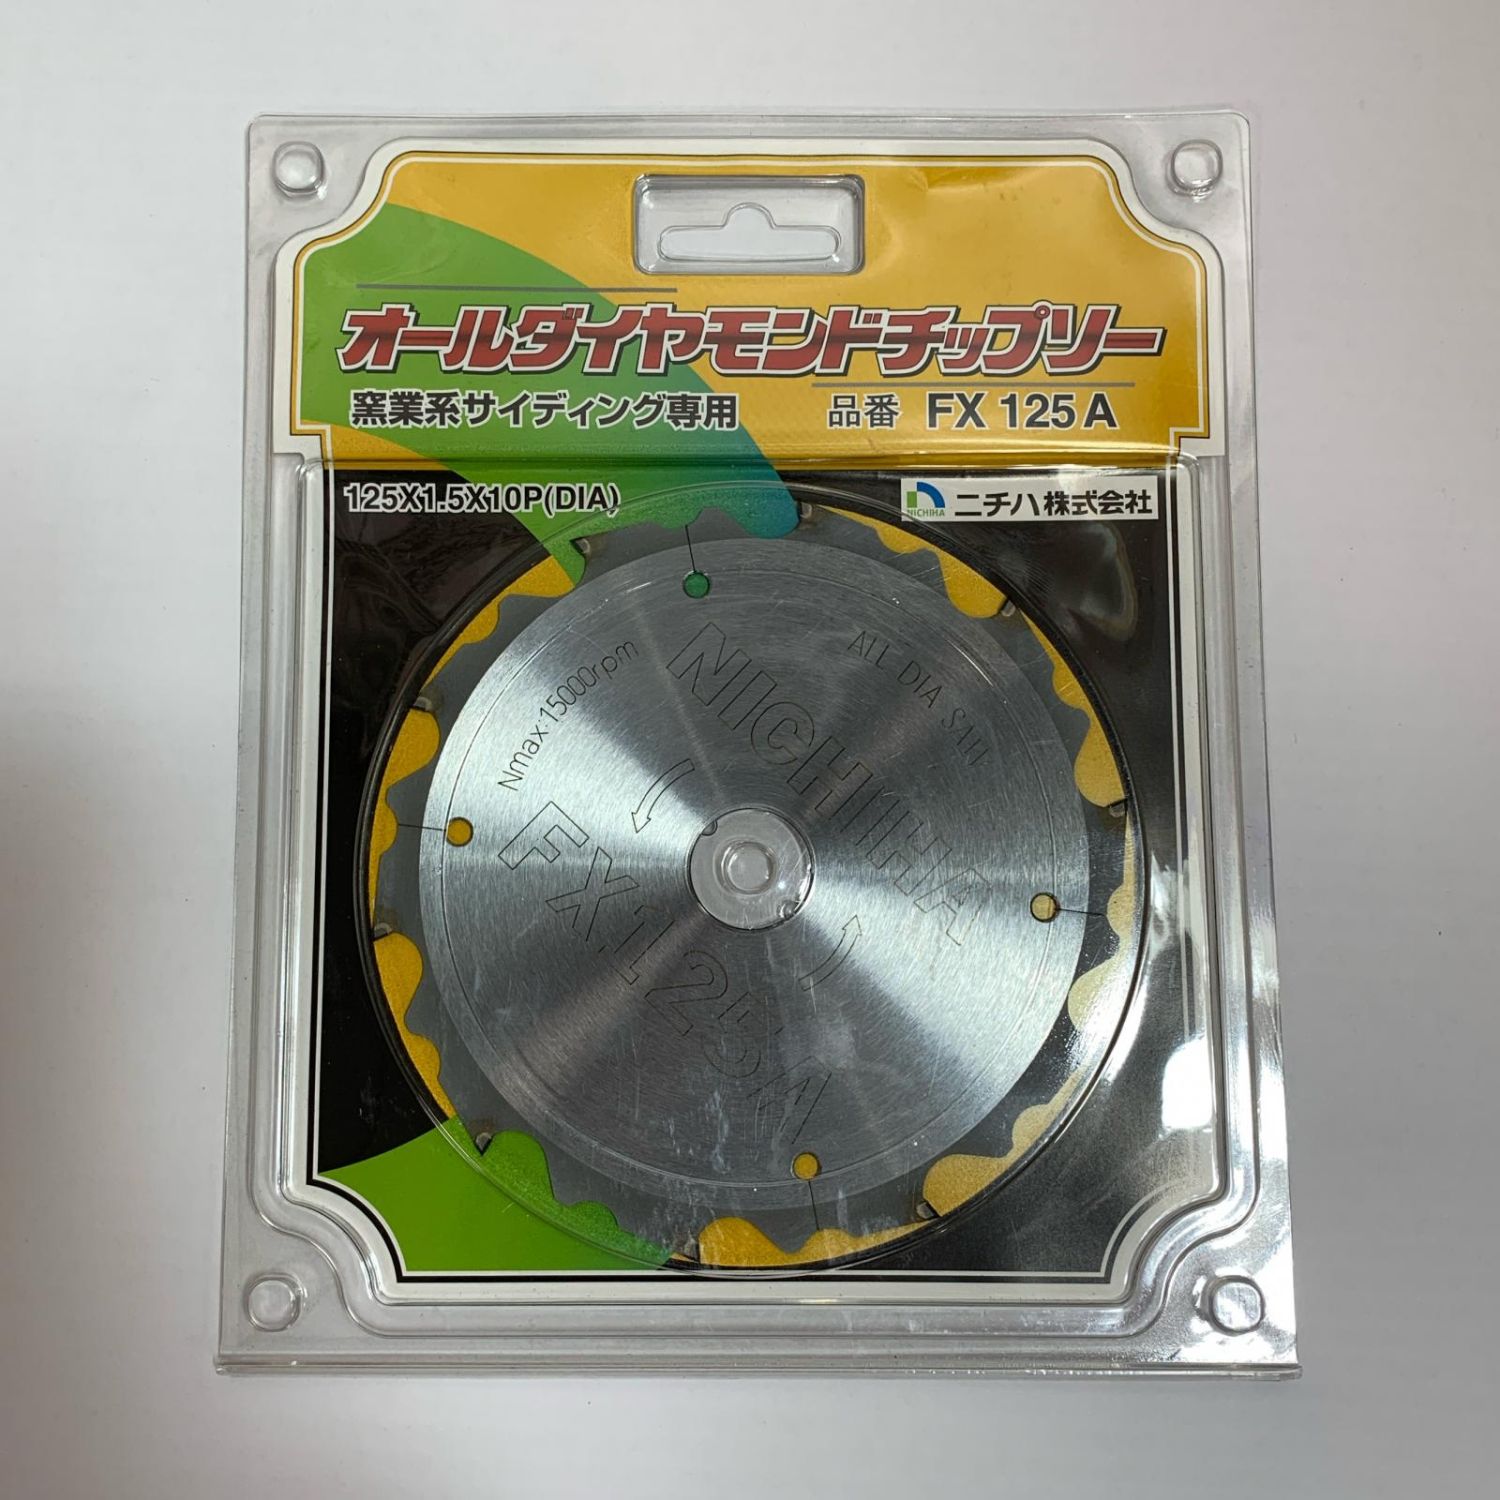 オールダイヤモンドチップソー
窯業系サイディング専用 品番 FX 125A
125X1.5X10P(DIA)
NICHIHA ニチハ株式会社
Nmax:15000rpm
NICHIHA
ALL DIA SAW
FX125A